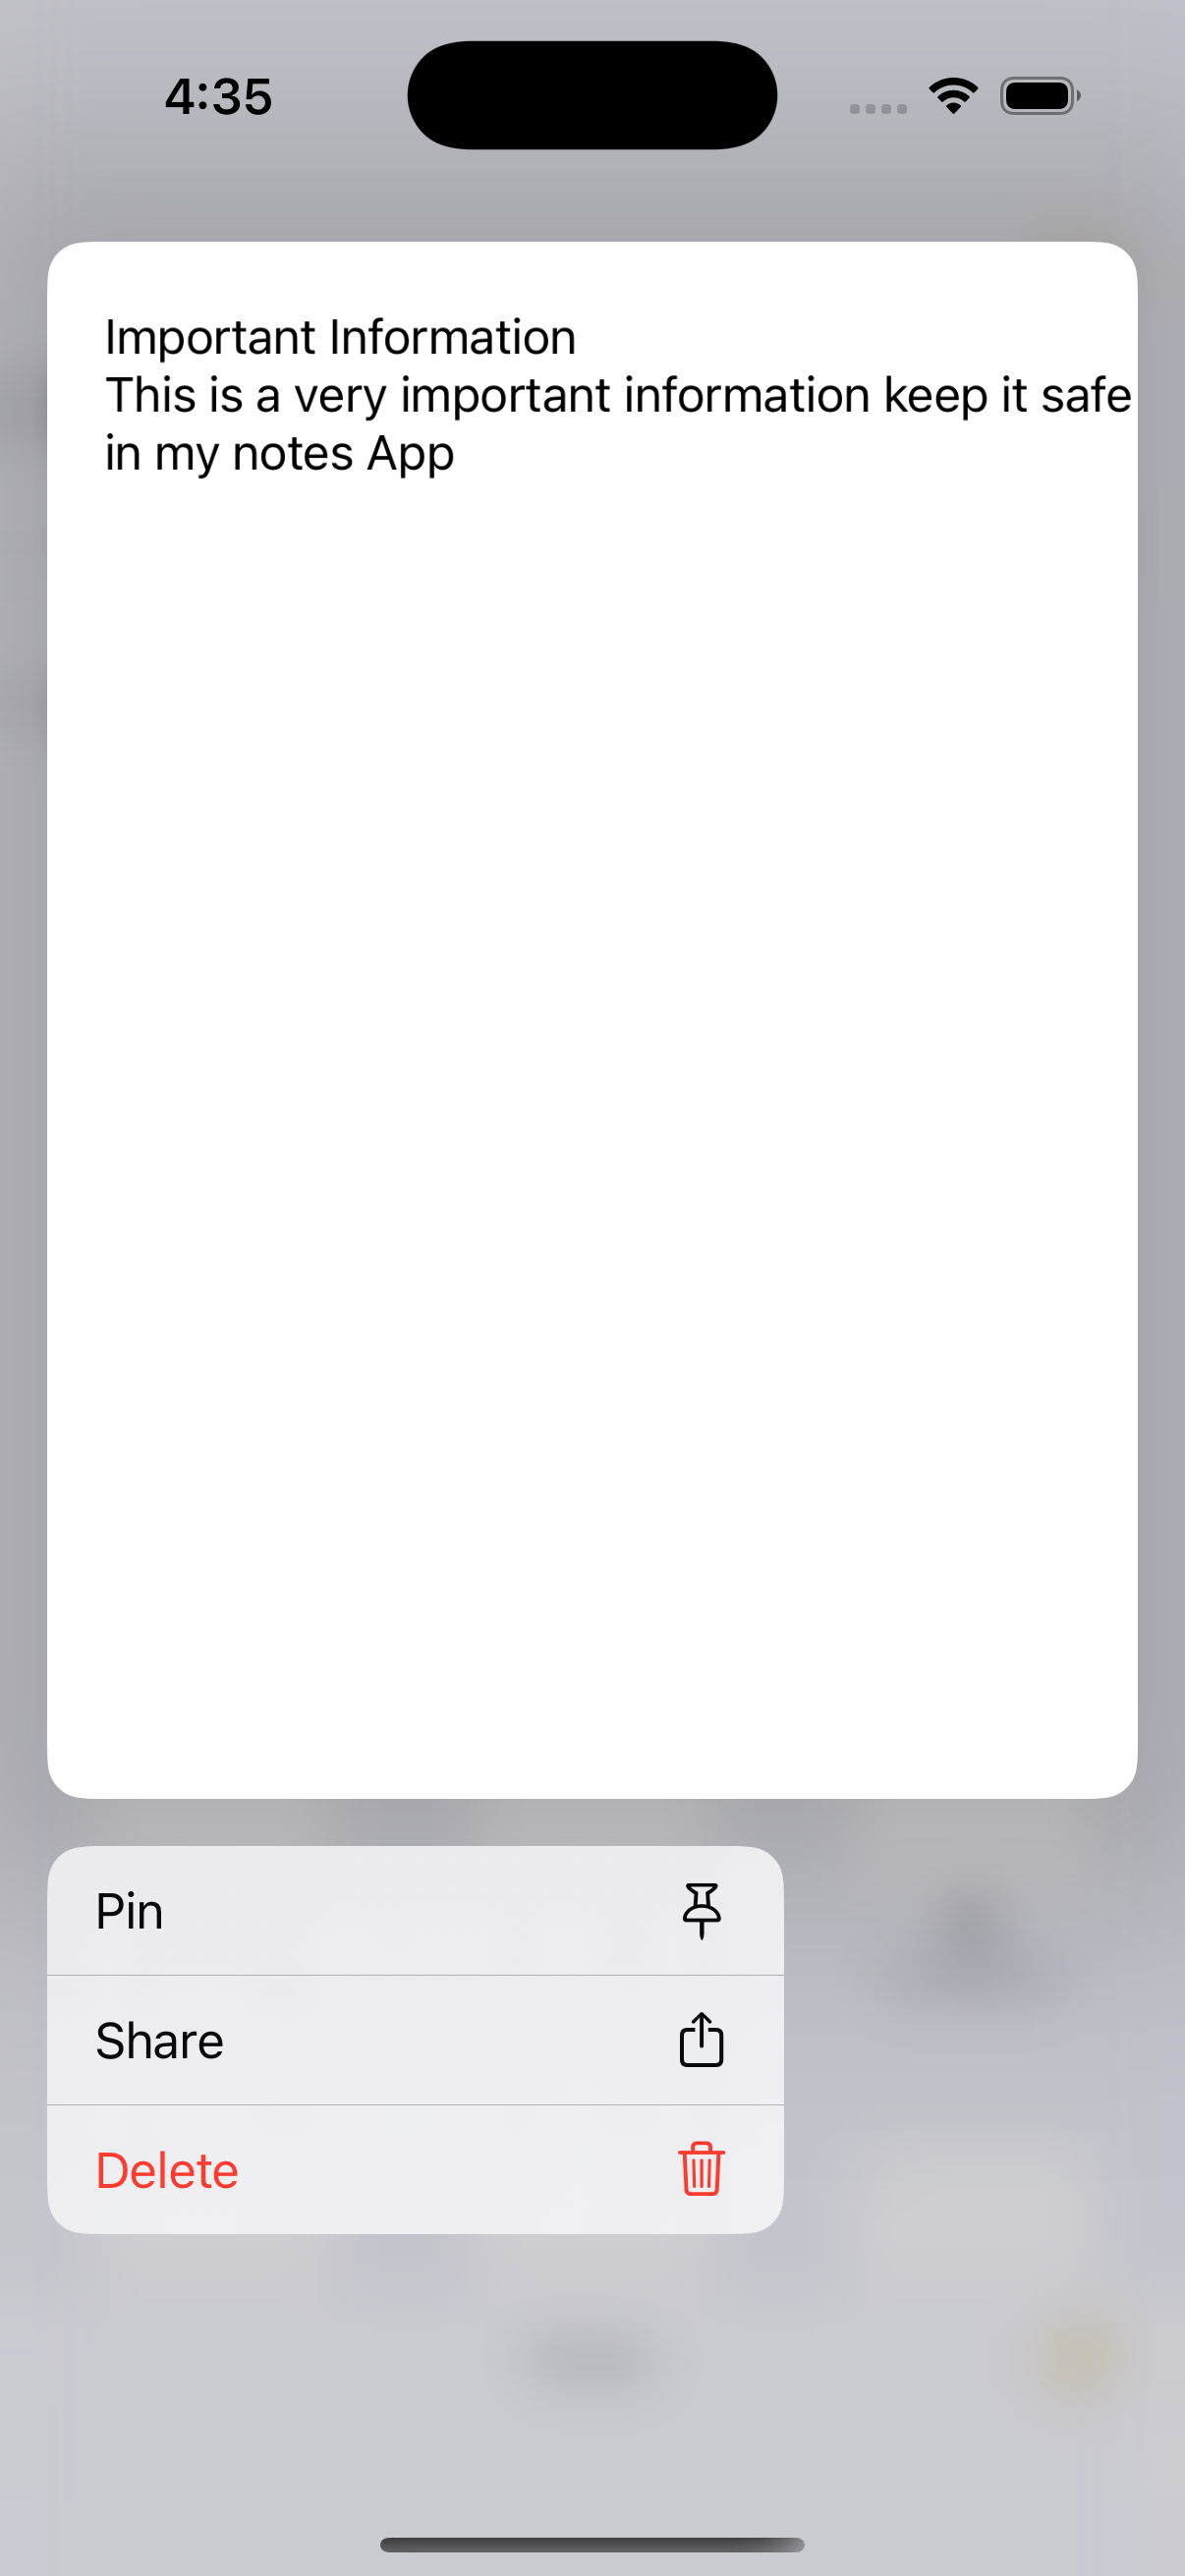 4:35
Important Information
This is a very important information keep it safe
in my notes App
Pin
Share
Delete